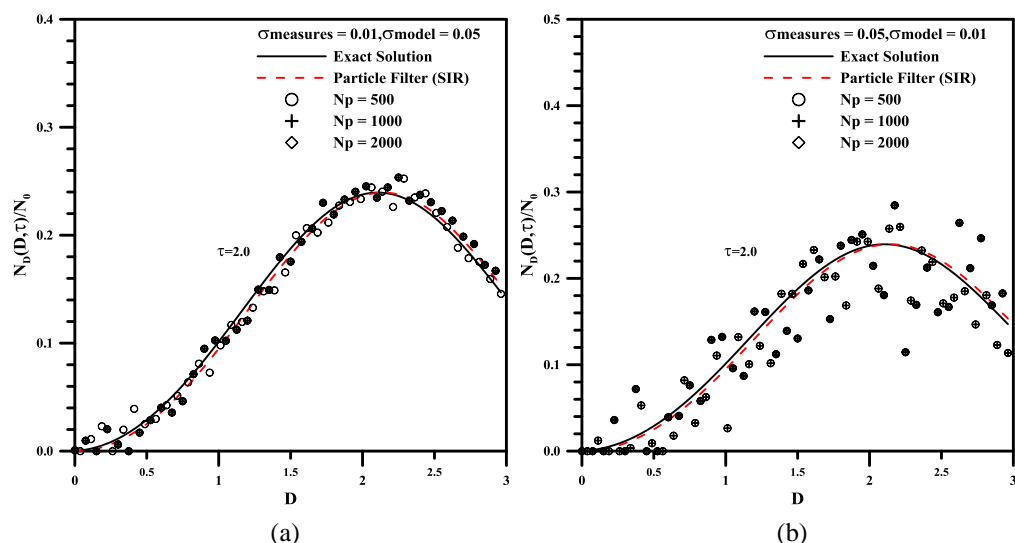 σmeasures = 0.01,σmodel = 0.05
Exact Solution
Particle Filter (SIR)
Np = 500
Np = 1000
Np = 2000
τ=2.0
N_D(D,τ)/N_0
0.4
0.3
0.2
0.1
0.0
0
0.5
1
1.5
2
2.5
3
D
(a)
σmeasures = 0.05,σmodel = 0.01
Exact Solution
Particle Filter (SIR)
Np = 500
Np = 1000
Np = 2000
τ=2.0
N_D(D,τ)/N_0
0.5
0.4
0.3
0.2
0.1
0.0
0
0.5
1
1.5
2
2.5
3
D
(b)